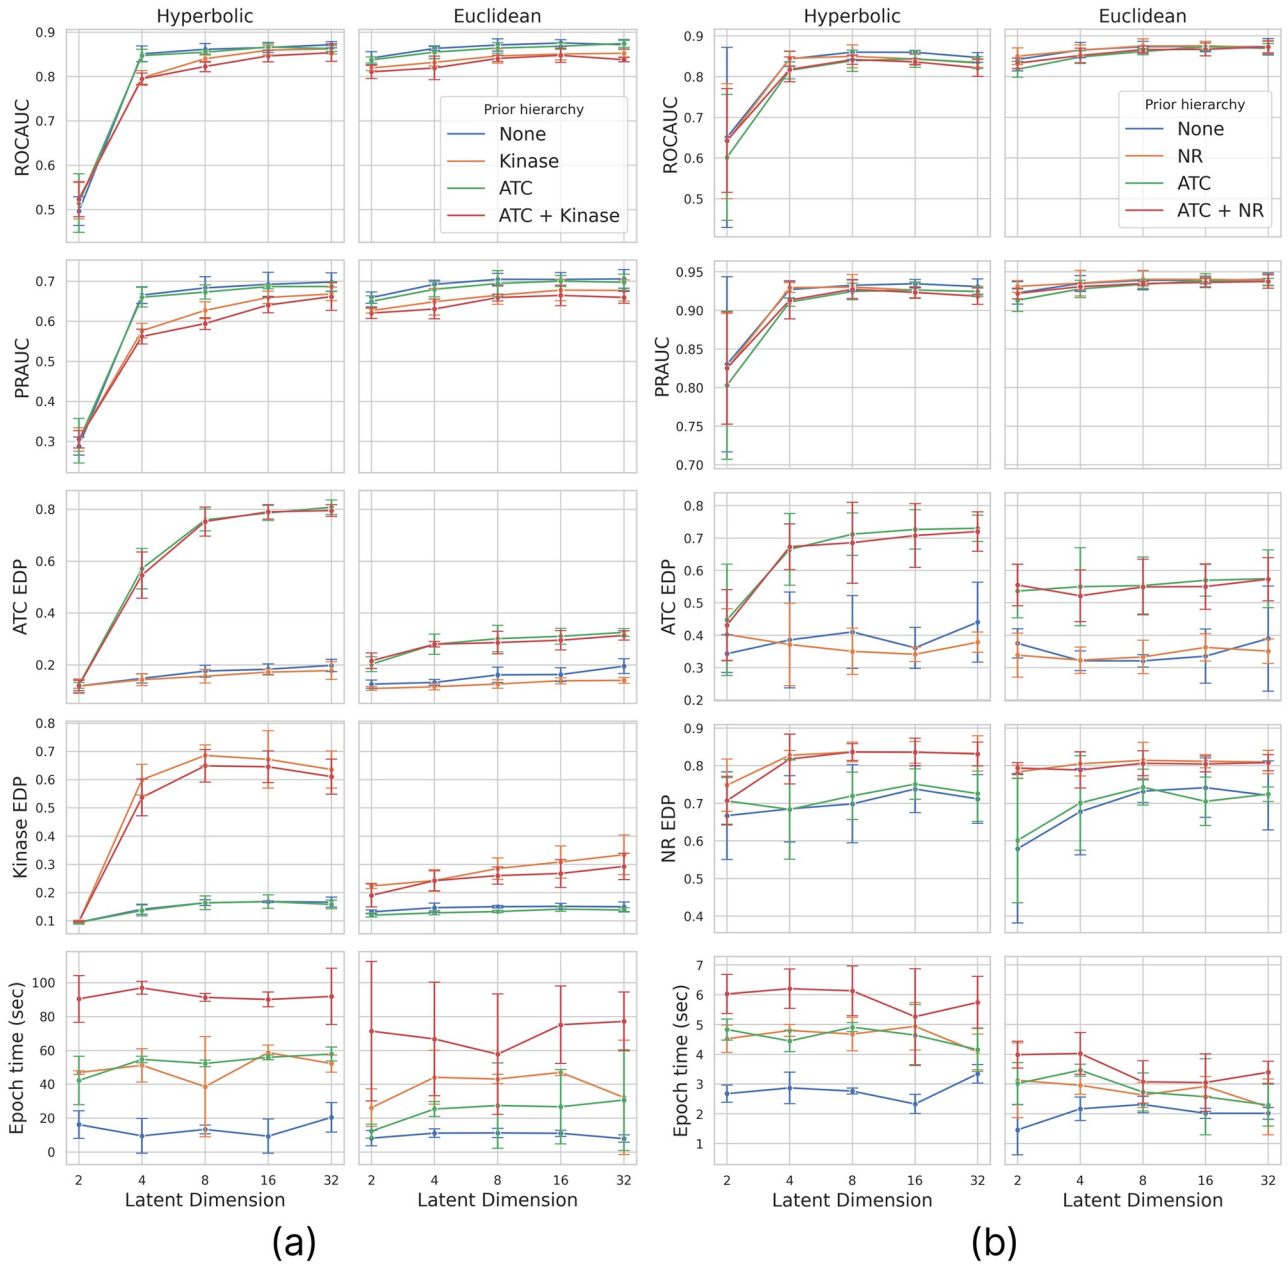 Hyperbolic Euclidean
0.9
0.8
0.7
0.6
0.5
ROCAUC
Prior hierarchy
None
Kinase
ATC
ATC + Kinase
0.7
0.6
0.5
0.4
0.3
PRAUC
0.8
0.6
0.4
0.2
ATC EDP
0.8
0.7
0.6
0.5
0.4
0.3
0.2
0.1
Kinase EDP
100
80
60
40
20
0
Epoch time (sec)
2 4 8 16 32 2 4 8 16 32
Latent Dimension Latent Dimension
(a)
Hyperbolic Euclidean
0.9
0.8
0.7
0.6
0.5
ROCAUC
Prior hierarchy
None
NR
ATC
ATC + NR
0.95
0.90
0.85
0.80
0.75
0.70
PRAUC
0.8
0.7
0.6
0.5
0.4
0.3
0.2
ATC EDP
0.9
0.8
0.7
0.6
0.5
0.4
NR EDP
7
6
5
4
3
2
1
Epoch time (sec)
2 4 8 16 32 2 4 8 16 32
Latent Dimension Latent Dimension
(b)